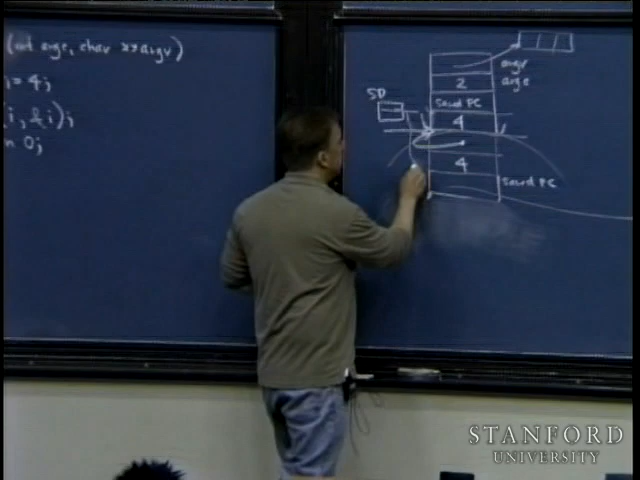 (int argc, char **argv)
i = 4;
(i, &i);
n 0;
argv
2
argc
Saved PC
SP
4
4
Saved PC
STANFORD
UNIVERSITY